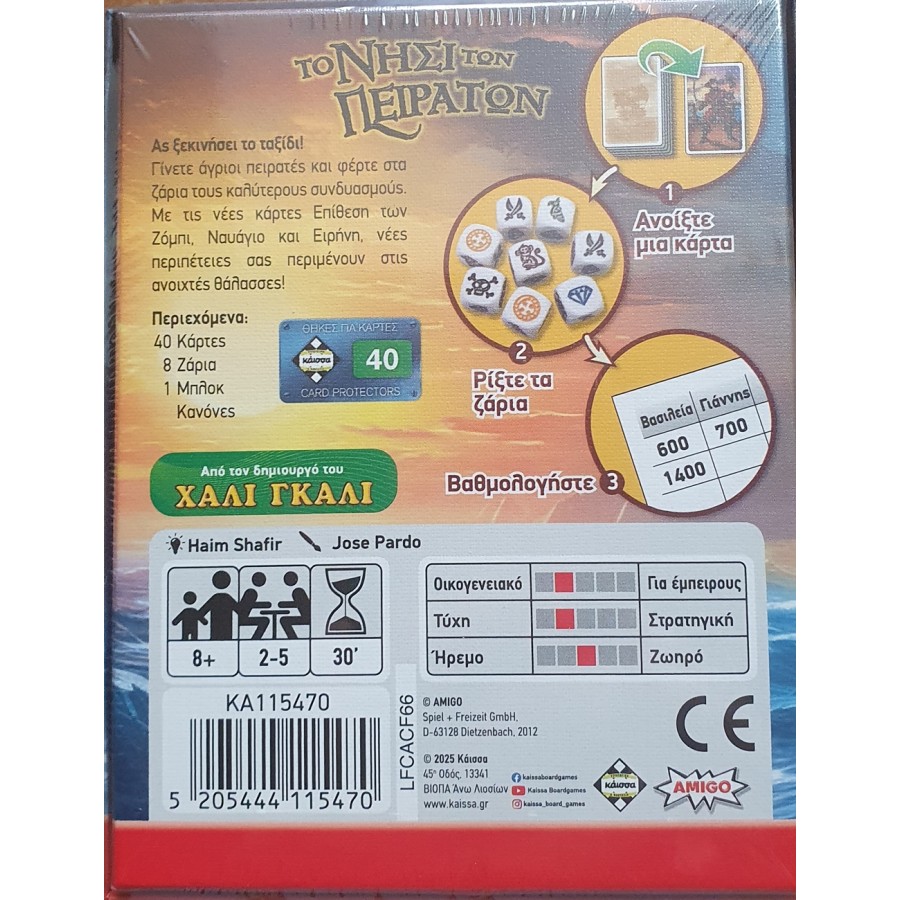 ΤΟ ΝΗΣΙ ΤΩΝ
ΠΕΙΡΑΤΩΝ
Ας ξεκινήσει το ταξίδι!
Γίνετε άγριοι πειρατές και φέρτε στα
ζάρια τους καλύτερους συνδυασμούς.
Με τις νέες κάρτες Επίθεση των
Ζόμπι, Ναυάγιο και Ειρήνη, νέες
περιπέτειες σας περιμένουν στις
ανοιχτές θάλασσες!
Περιεχόμενα:
40 Κάρτες
8 Ζάρια
1 Μπλοκ
Κανόνες
ΘΗΚΕΣ ΓΙΑ ΚΑΡΤΕΣ
κάισσα
40
CARD PROTECTORS
1
Ανοίξτε
μια κάρτα
2
Ρίξτε τα
ζάρια
Βασιλεία Γιάννης
600 700
1400
Βαθμολογήστε 3
Από τον δημιουργό του
ΧΑΛΙ ΓΚΑΛΙ
Haim Shafir Jose Pardo
8+ 2-5 30'
Οικογενειακό Για έμπειρους
Τύχη Στρατηγική
Ήρεμο Ζωηρό
KA115470
5 205444 115470
LFCACF66
© AMIGO
Spiel + Freizeit GmbH,
D-63128 Dietzenbach, 2012
© 2025 Κάισσα
45ο Οδός, 13341
ΒΙΟΠΑ Άνω Λιοσίων
www.kaissa.gr
kaissaboardgames
Kaissa Boardgames
kaissa_board_games
κάισσα
AMIGO
CE